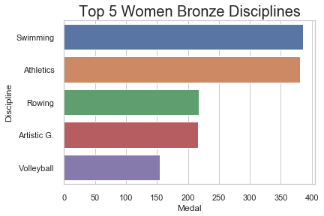 Top 5 Women Bronze Disciplines
Swimming
Athletics
Rowing
Artistic G.
Volleyball
Discipline
0 50 100 150 200 250 300 350 400
Medal